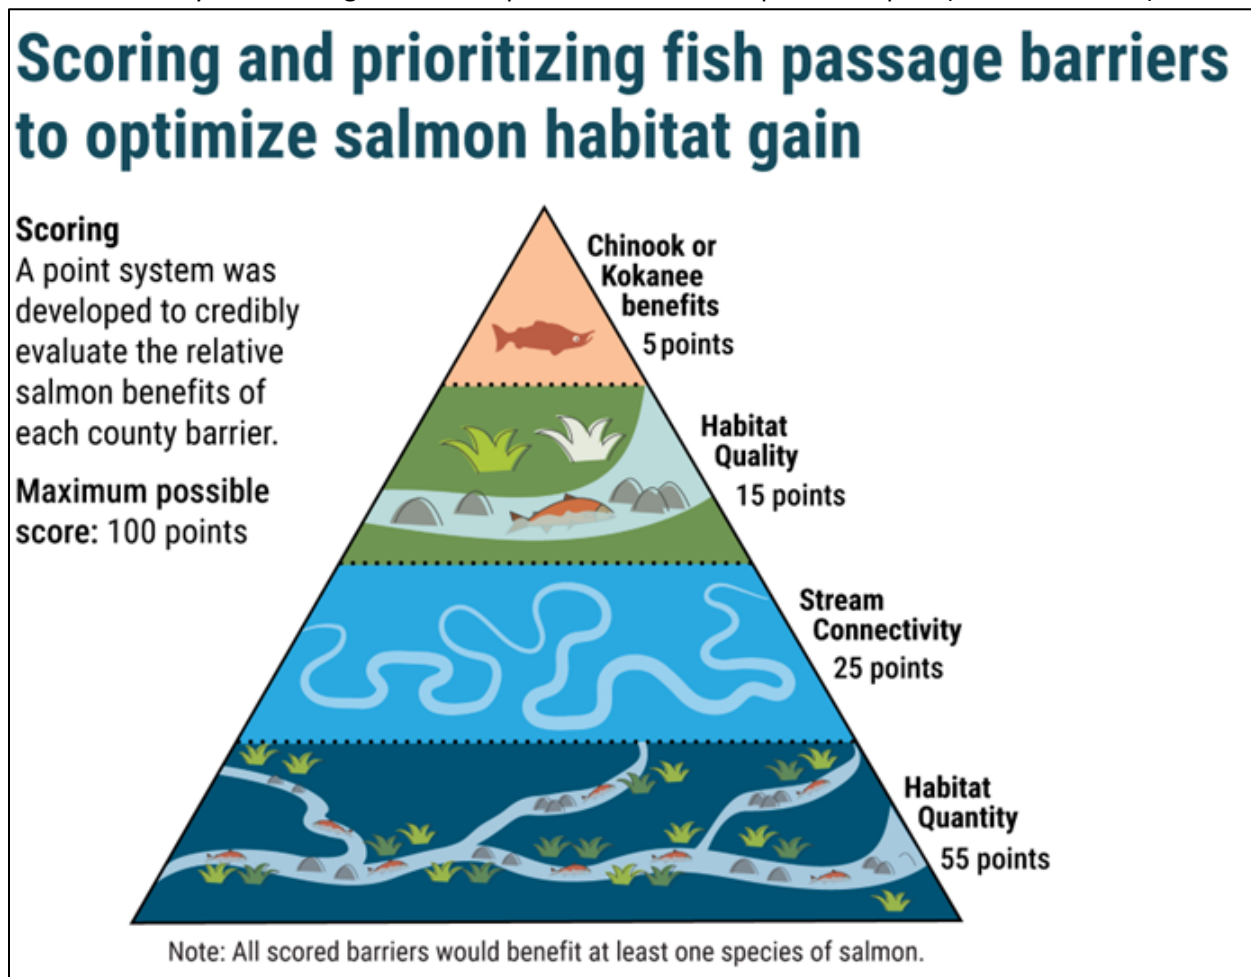 Scoring and prioritizing fish passage barriers
to optimize salmon habitat gain
Scoring
A point system was
developed to credibly
evaluate the relative
salmon benefits of
each county barrier.
Maximum possible
score: 100 points
Chinook or
Kokanee
benefits
5 points
Habitat
Quality
15 points
Stream
Connectivity
25 points
Habitat
Quantity
55 points
Note: All scored barriers would benefit at least one species of salmon.